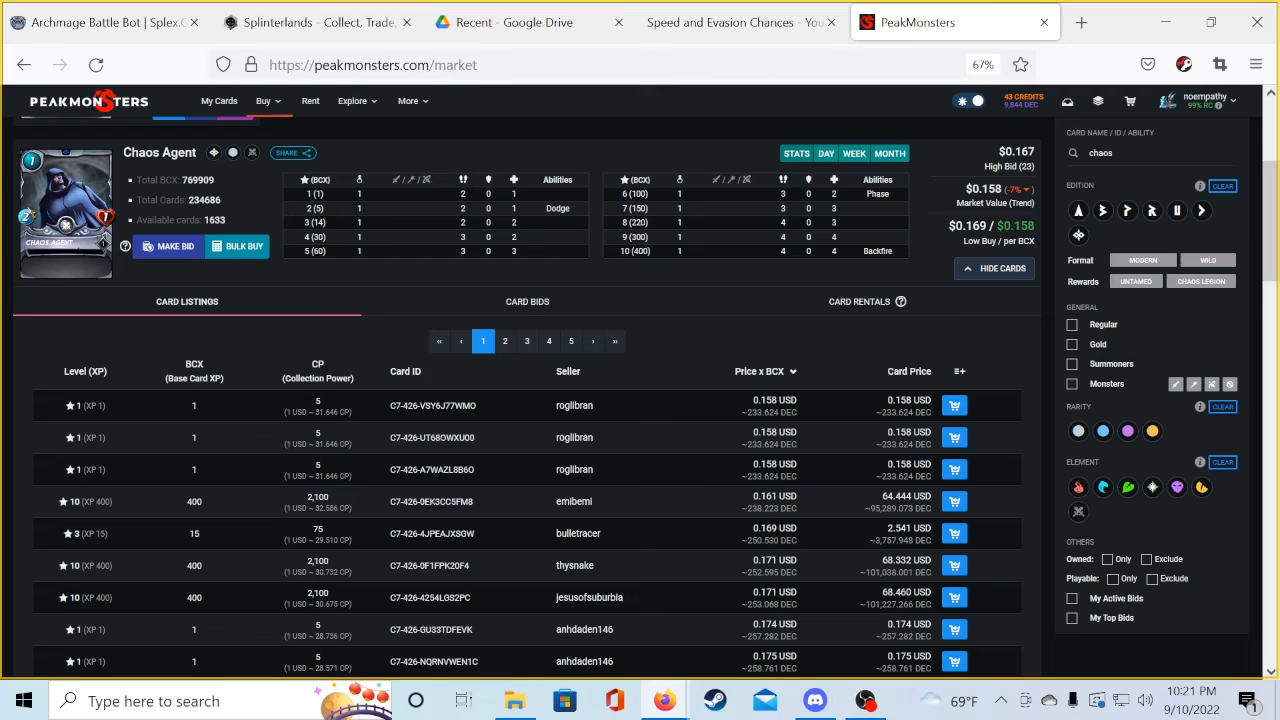 Archmage Battle Bot | Splex.G
Splinterlands - Collect, Trade,
Recent - Google Drive
Speed and Evasion Chances - You
PeakMonsters
https://peakmonsters.com/market
67%
PEAKMONSTERS
My Cards
Buy
Rent
Explore
More
43 CREDITS
9,844 DEC
noempathy
99% RC
1
2
1
CHAOS AGENT
Chaos Agent
SHARE
Total BCX: 769909
Total Cards: 234686
Available cards: 1633
MAKE BID
BULK BUY
STATS DAY WEEK MONTH
(BCX) Abilities
1 (1) 1 2 0 1
2 (5) 1 2 0 1 Dodge
3 (14) 1 2 0 2
4 (30) 1 3 0 2
5 (60) 1 3 0 3
(BCX) Abilities
6 (100) 1 3 0 2 Phase
7 (150) 1 3 0 3
8 (220) 1 4 0 3
9 (300) 1 4 0 4
10 (400) 1 4 0 4 Backfire
$0.167
High Bid (23)
$0.158 (-7%)
Market Value (Trend)
$0.169 / $0.158
Low Buy / per BCX
HIDE CARDS
CARD LISTINGS
CARD BIDS
CARD RENTALS
« ‹ 1 2 3 4 5 › »
Level (XP)
BCX
(Base Card XP)
CP
(Collection Power)
Card ID
Seller
Price x BCX
Card Price
1 (XP 1) 1 5 C7-426-VSY6J77WMO roglibran 0.158 USD 0.158 USD
(1 USD ~ 31.646 CP) ~233.624 DEC ~233.624 DEC
1 (XP 1) 1 5 C7-426-UT68OWXU00 roglibran 0.158 USD 0.158 USD
(1 USD ~ 31.646 CP) ~233.624 DEC ~233.624 DEC
1 (XP 1) 1 5 C7-426-A7WAZL8B6O roglibran 0.158 USD 0.158 USD
(1 USD ~ 31.646 CP) ~233.624 DEC ~233.624 DEC
10 (XP 400) 400 2,100 C7-426-3PK3CC5FM8 emibemi 0.161 USD 64.444 USD
(1 USD ~ 32.586 CP) ~238.223 DEC ~95,289.073 DEC
3 (XP 15) 15 75 C7-426-4JPEAJXSGW bulletracer 0.169 USD 2.541 USD
(1 USD ~ 29.510 CP) ~250.530 DEC ~3,757.948 DEC
10 (XP 400) 400 2,100 C7-426-0IF1FPK2F4 thysnake 0.171 USD 68.332 USD
(1 USD ~ 30.732 CP) ~252.595 DEC ~101,038.001 DEC
10 (XP 400) 400 2,100 C7-426-4254LGS2PC jesusofsuburbia 0.171 USD 68.460 USD
(1 USD ~ 30.675 CP) ~253.068 DEC ~101,227.266 DEC
1 (XP 1) 1 5 C7-426-GU33TDFEVK anhdaden146 0.174 USD 0.174 USD
(1 USD ~ 28.736 CP) ~257.282 DEC ~257.282 DEC
1 (XP 1) 1 5 C7-426-NQRNVWEN1C anhdaden146 0.175 USD 0.175 USD
(1 USD ~ 28.571 CP) ~258.761 DEC ~258.761 DEC
CARD NAME / ID / ABILITY
chaos
EDITION
CLEAR
Format MODERN WILD
Rewards UNTAMED CHAOS LEGION
GENERAL
Regular
Gold
Summoners
Monsters
RARITY
CLEAR
ELEMENT
CLEAR
OTHERS
Owned: Only Exclude
Playable: Only Exclude
My Active Bids
My Top Bids
Type here to search
69°F
10:21 PM
9/10/2022
1